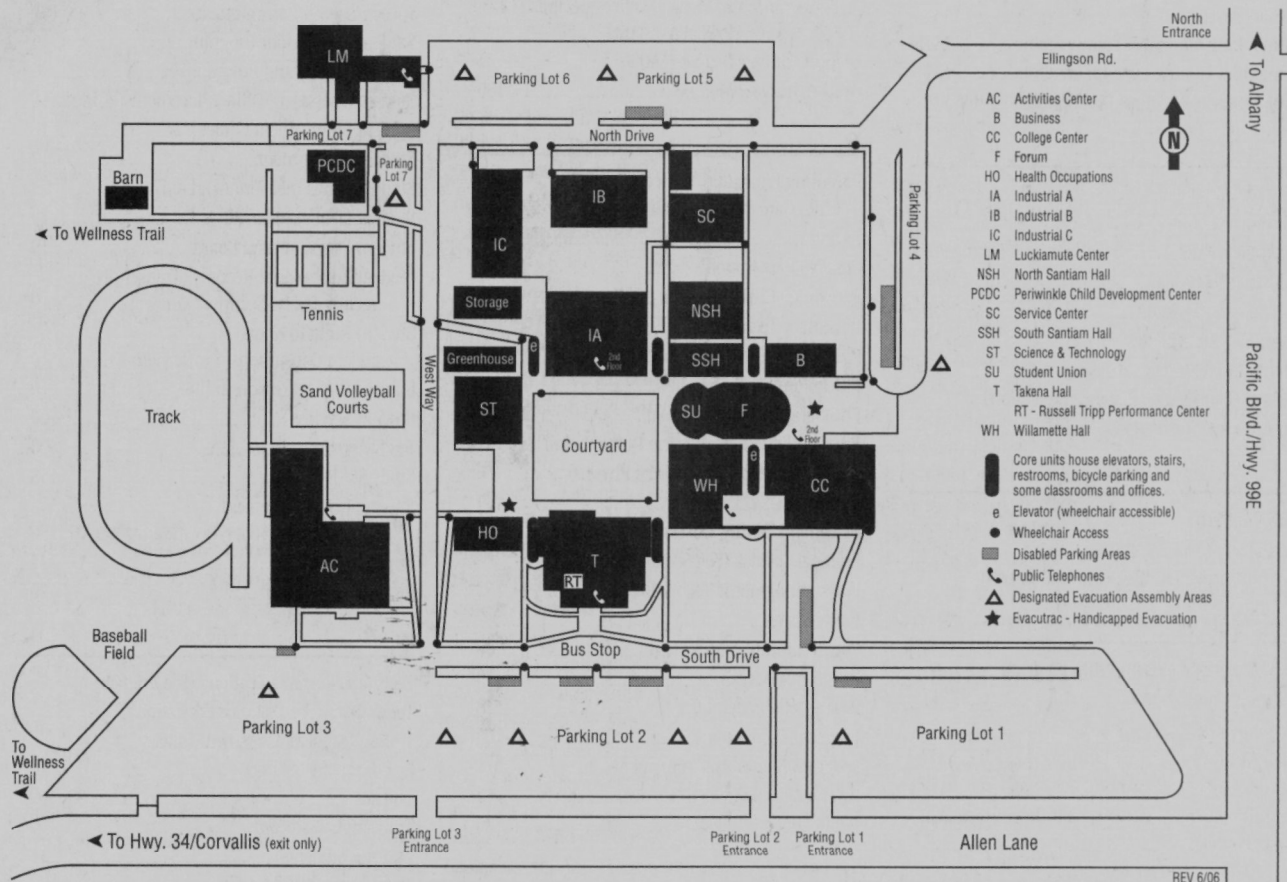 North
Entrance
Ellingson Rd.
To Albany
LM
Parking Lot 6
Parking Lot 5
Parking Lot 7
North Drive
PCDC
Parking
Lot 7
Barn
To Wellness Trail
IC
IB
SC
Parking Lot 4
N
AC Activities Center
B Business
CC College Center
F Forum
HO Health Occupations
IA Industrial A
IB Industrial B
IC Industrial C
LM Luckiamute Center
NSH North Santiam Hall
PCDC Periwinkle Child Development Center
SC Service Center
SSH South Santiam Hall
ST Science & Technology
SU Student Union
T Takena Hall
RT - Russell Tripp Performance Center
WH Willamette Hall
Core units house elevators, stairs,
restrooms, bicycle parking and
some classrooms and offices.
e Elevator (wheelchair accessible)
Wheelchair Access
Disabled Parking Areas
Public Telephones
Designated Evacuation Assembly Areas
Evacutrac - Handicapped Evacuation
Pacific Blvd./Hwy. 99E
Tennis
Storage
IA
2nd
Floor
NSH
e
Greenhouse
SSH
B
West Way
Track
Sand Volleyball
Courts
ST
Courtyard
SU
F
2nd
Floor
e
WH
CC
HO
AC
T
RT
Baseball
Field
Bus Stop
South Drive
Parking Lot 3
Parking Lot 2
Parking Lot 1
To
Wellness
Trail
To Hwy. 34/Corvallis (exit only)
Parking Lot 3
Entrance
Parking Lot 2
Entrance
Parking Lot 1
Entrance
Allen Lane
REV 6/06